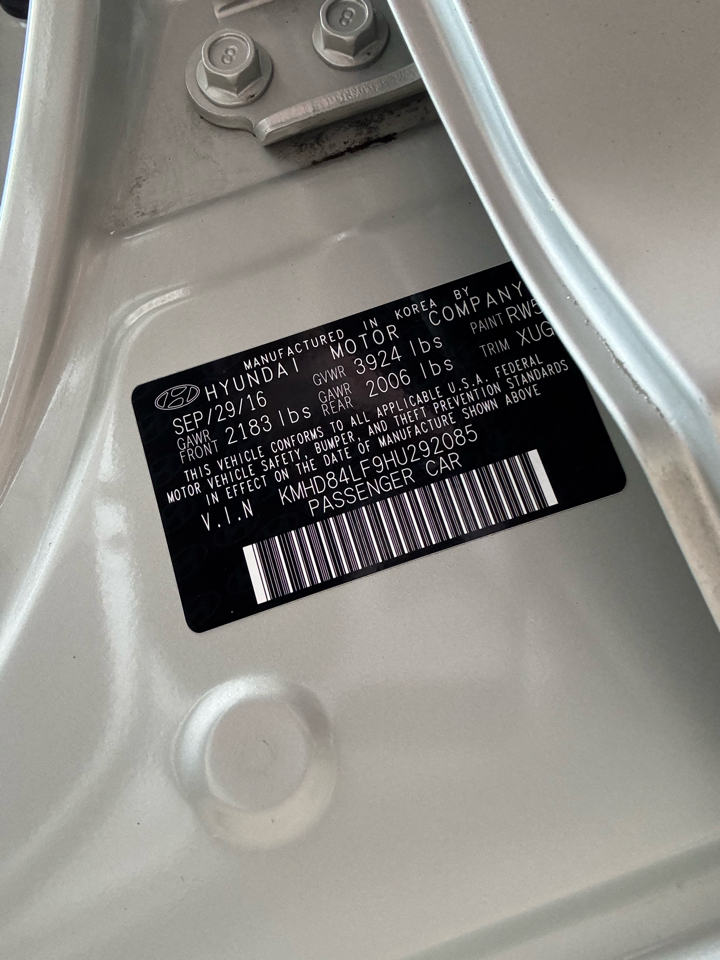 8
8
MANUFACTURED IN KOREA BY
HYUNDAI MOTOR COMPANY
SEP/29/16 GVWR 3924 lbs PAINT RW5
GAWR FRONT 2183 lbs GAWR REAR 2006 lbs TRIM XUG
THIS VEHICLE CONFORMS TO ALL APPLICABLE U.S.A. FEDERAL
MOTOR VEHICLE SAFETY, BUMPER, AND THEFT PREVENTION STANDARDS
IN EFFECT ON THE DATE OF MANUFACTURE SHOWN ABOVE
V.I.N KMHD84LF9HU292085
PASSENGER CAR